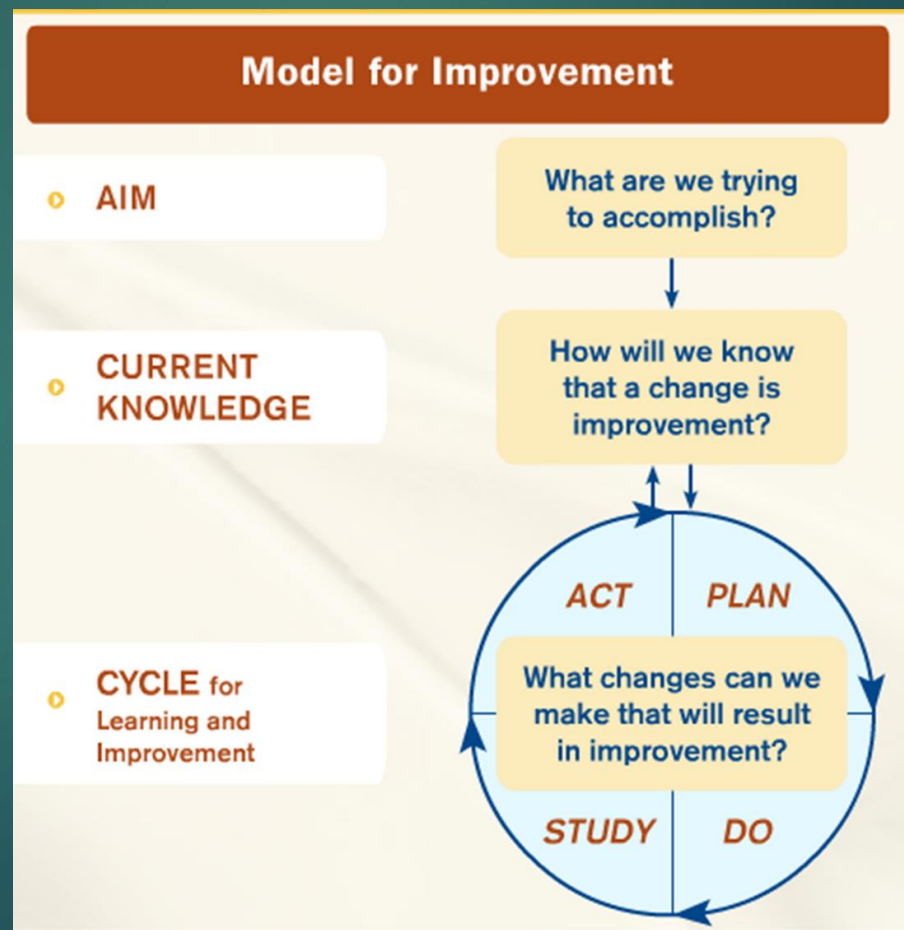 Model for Improvement
AIM
What are we trying
to accomplish?
CURRENT
KNOWLEDGE
How will we know
that a change is
improvement?
ACT
PLAN
CYCLE for
Learning and
Improvement
What changes can we
make that will result
in improvement?
STUDY
DO